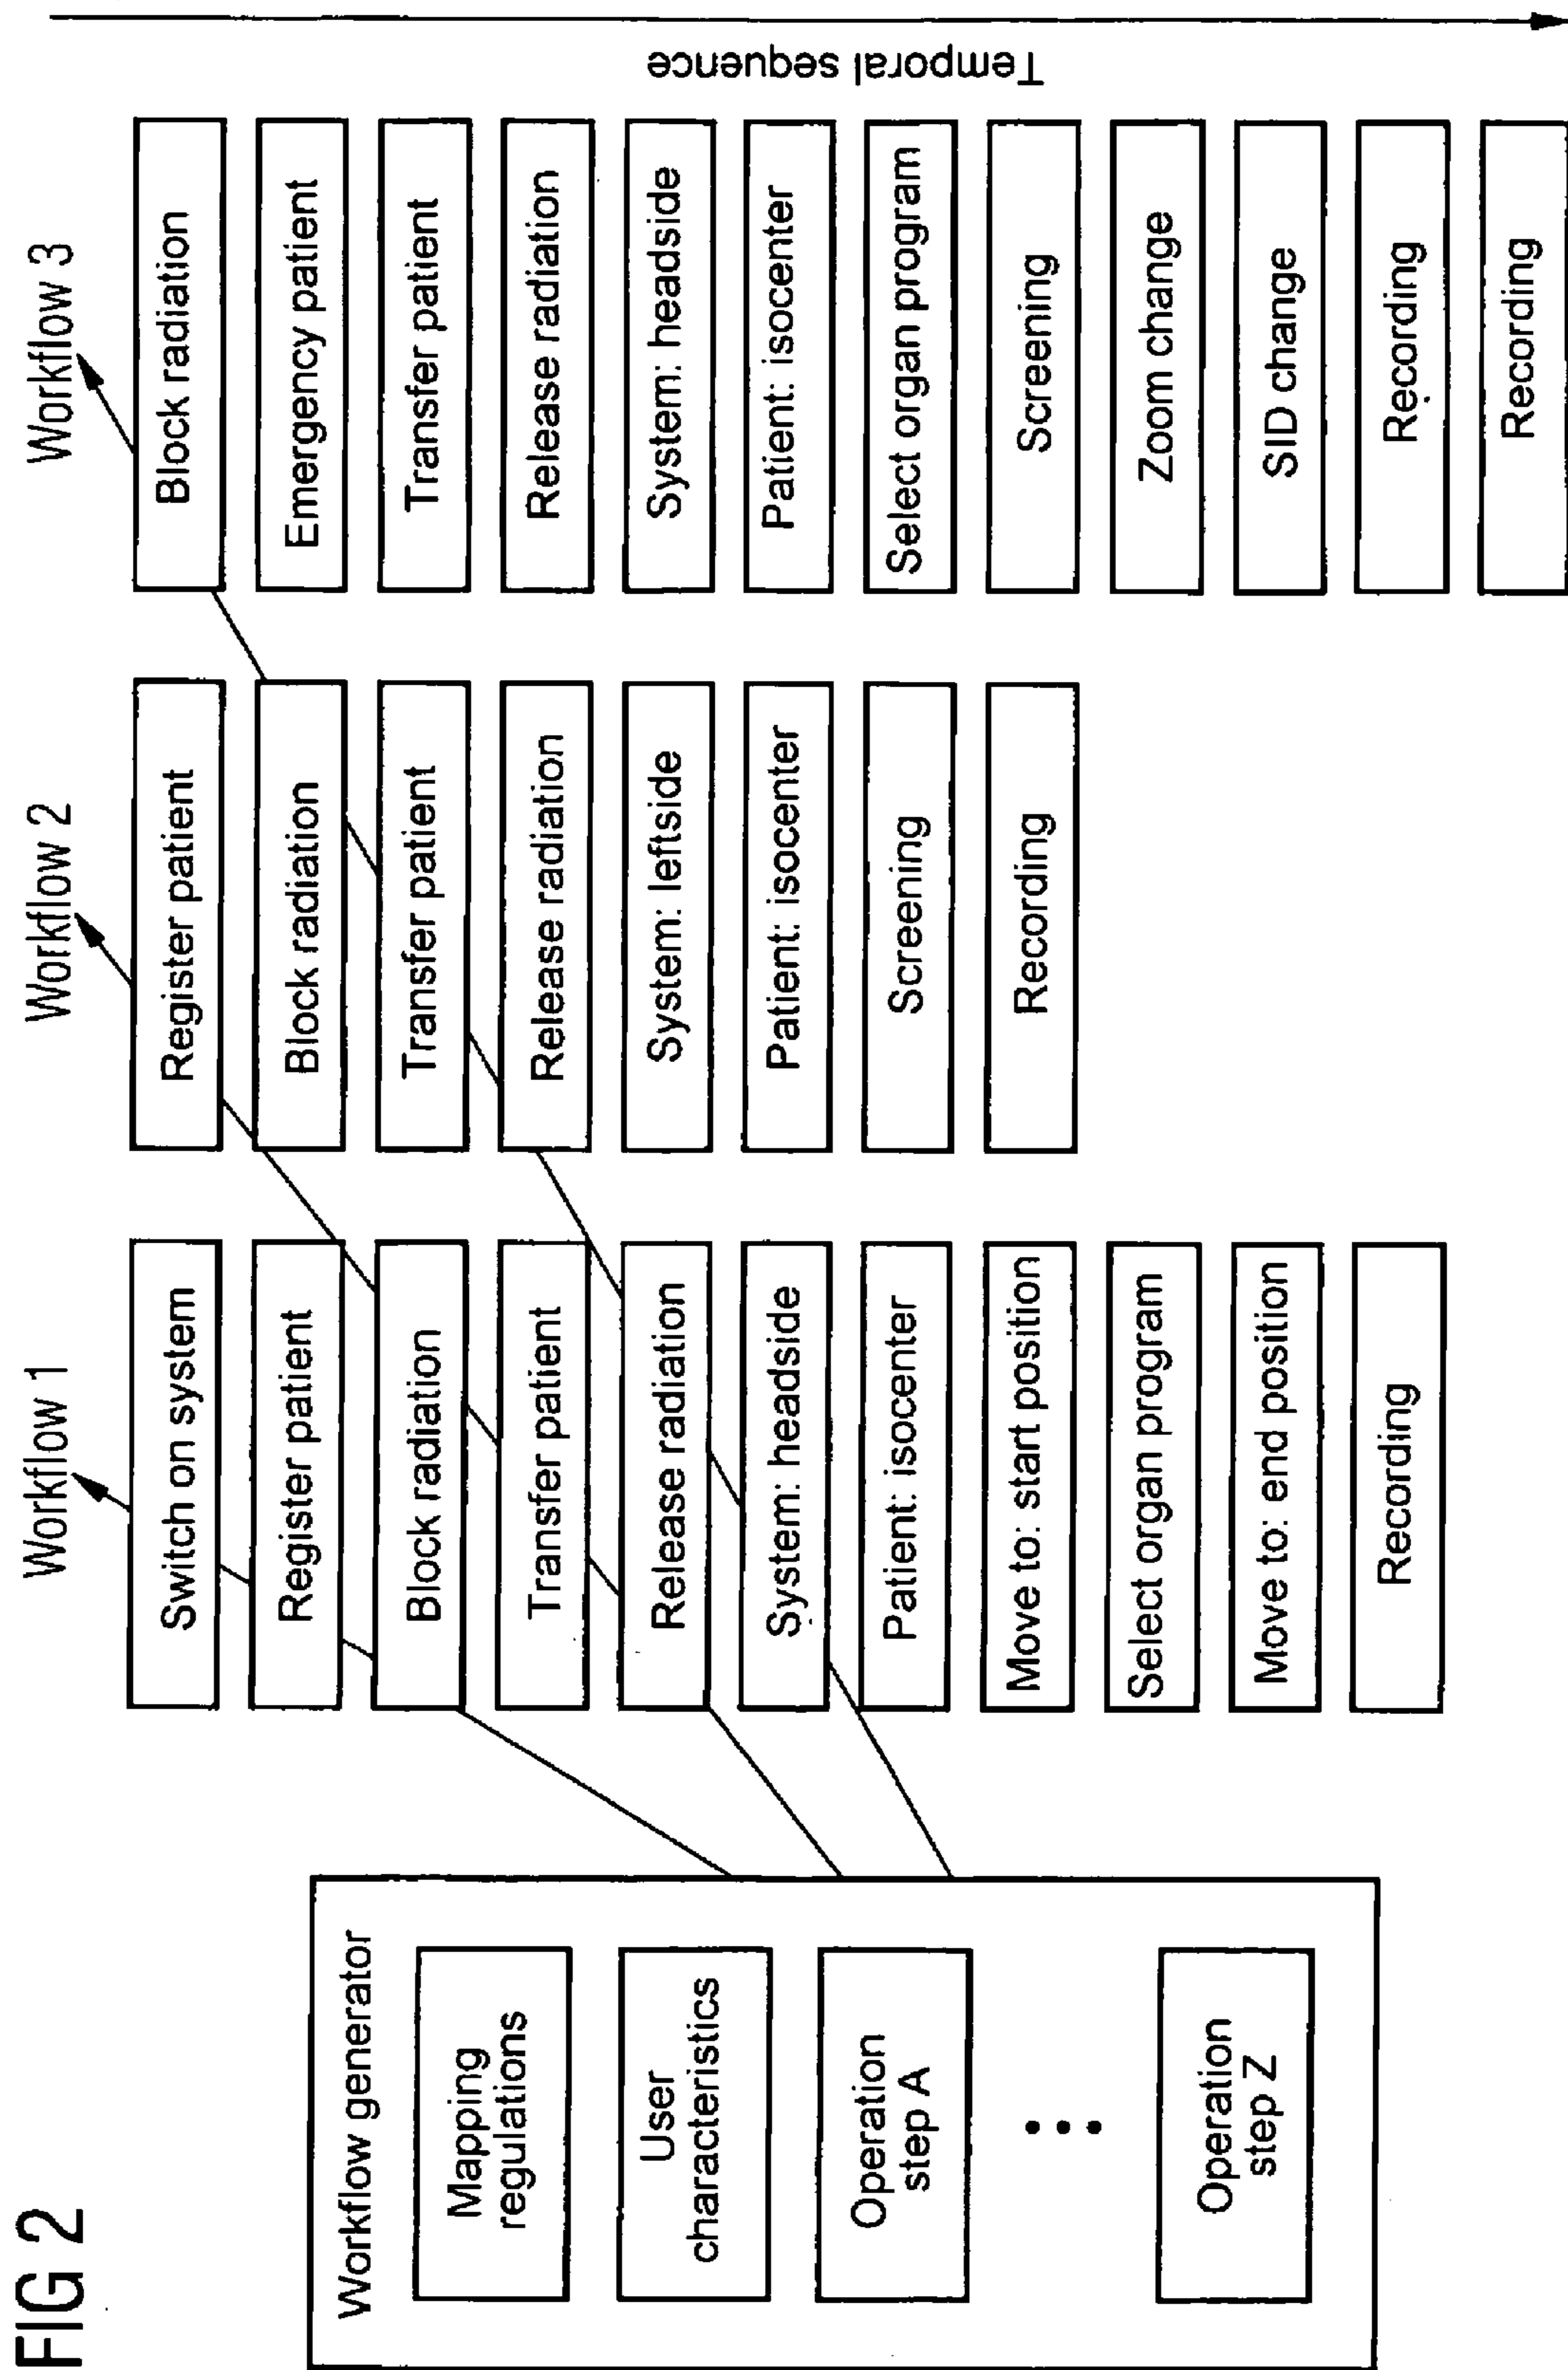 FIG 2
Workflow generator
Mapping
regulations
User
characteristics
Operation
step A
Operation
step Z
Workflow 1
Switch on system
Register patient
Block radiation
Transfer patient
Release radiation
System: headside
Patient: isocenter
Move to: start position
Select organ program
Move to: end position
Recording
Workflow 2
Register patient
Block radiation
Transfer patient
Release radiation
System: leftside
Patient: isocenter
Screening
Recording
Workflow 3
Block radiation
Emergency patient
Transfer patient
Release radiation
System: headside
Patient: isocenter
Select organ program
Screening
Zoom change
SID change
Recording
Recording
Temporal sequence